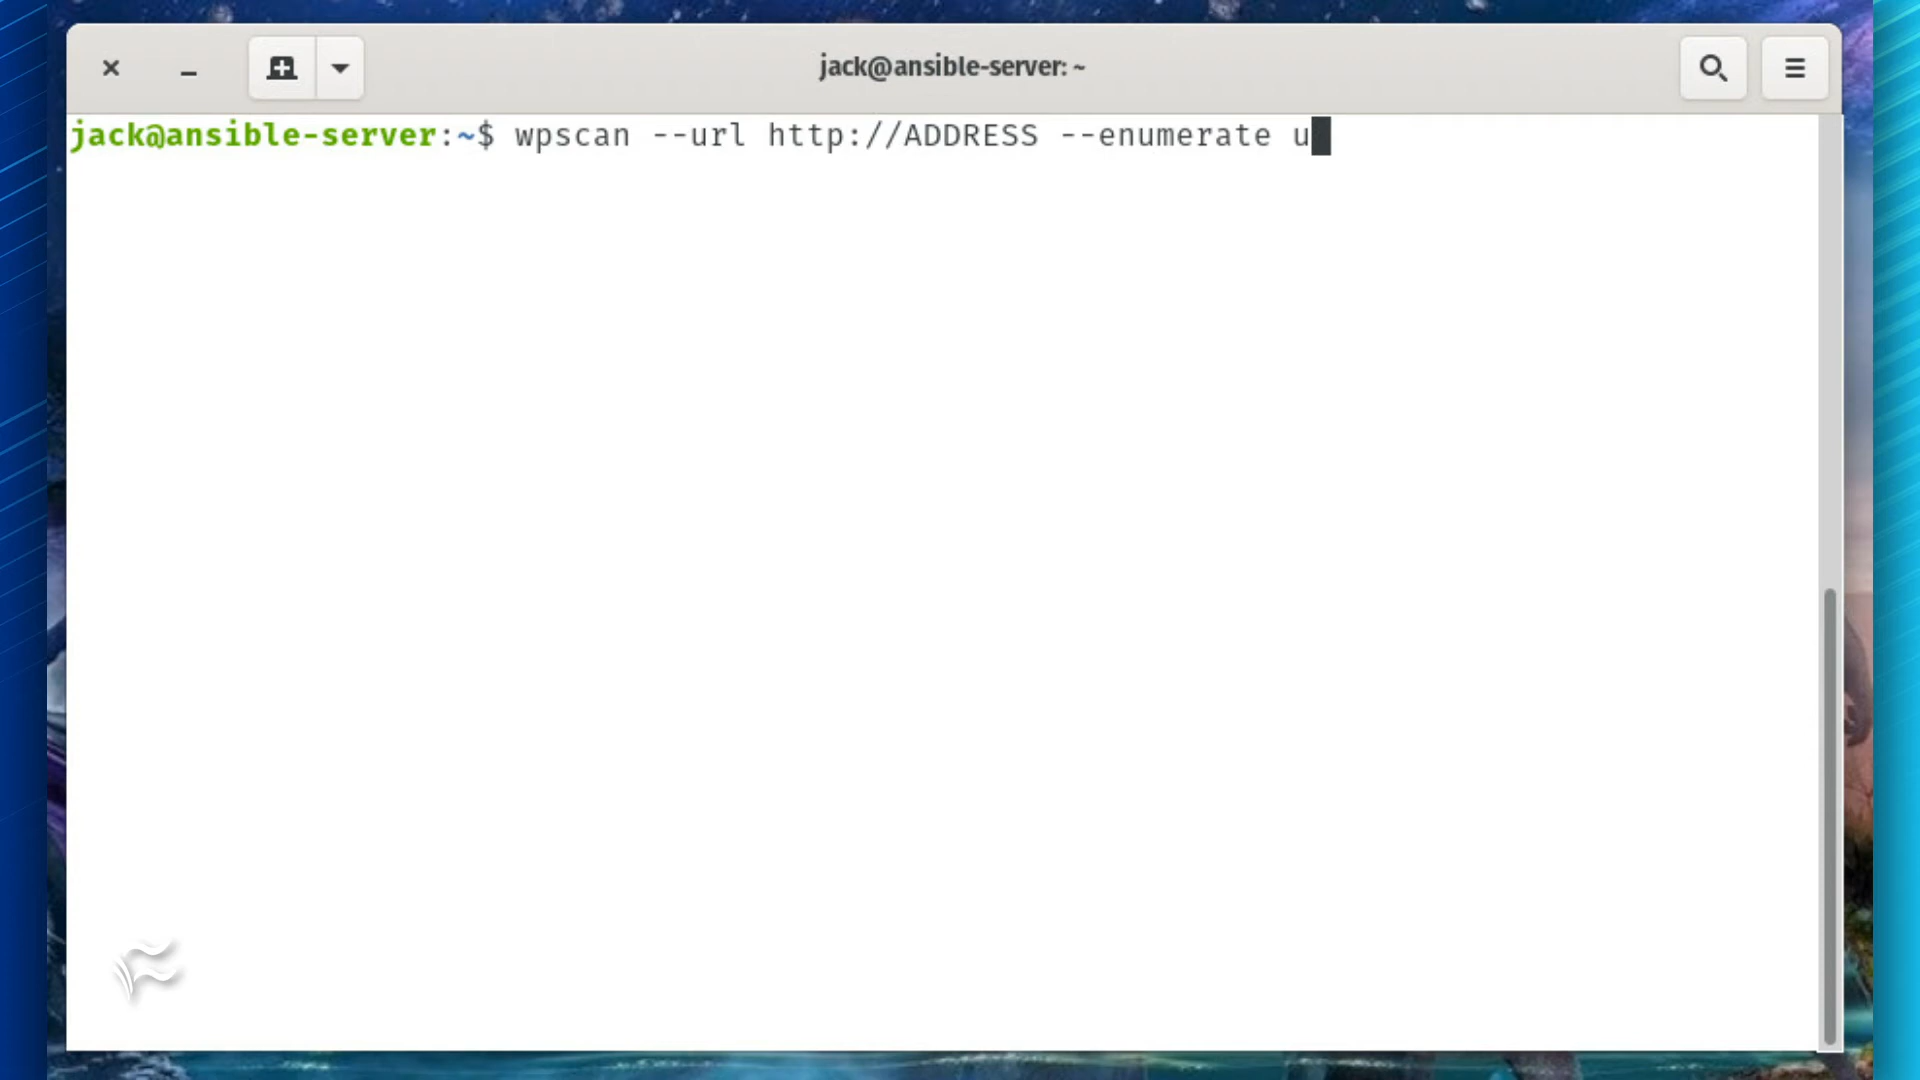 jack@ansible-server: ~
jack@ansible-server:~$ wpscan --url http://ADDRESS --enumerate u